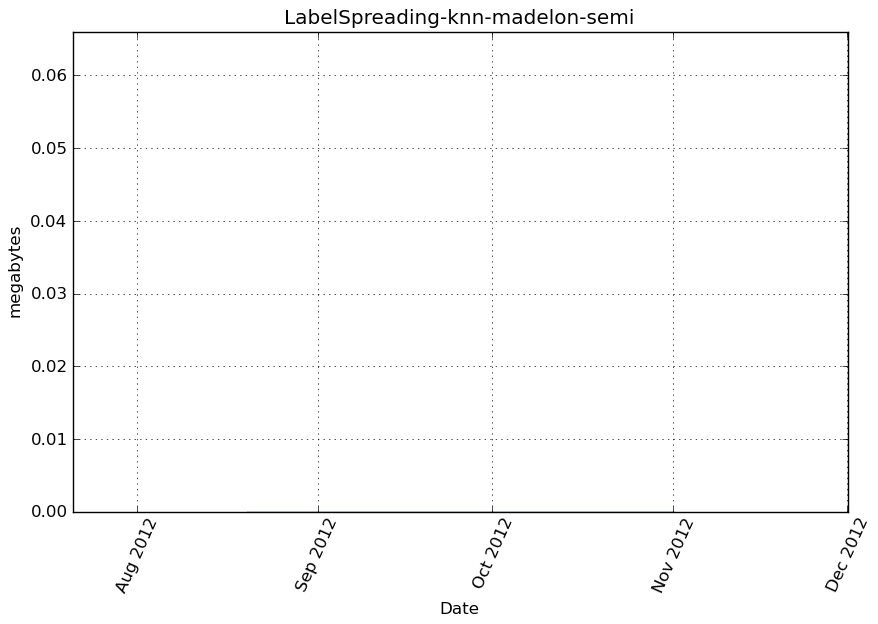 LabelSpreading-knn-madelon-semi
0.06
0.05
0.04
0.03
0.02
0.01
0.00
megabytes
Aug 2012
Sep 2012
Oct 2012
Nov 2012
Dec 2012
Date